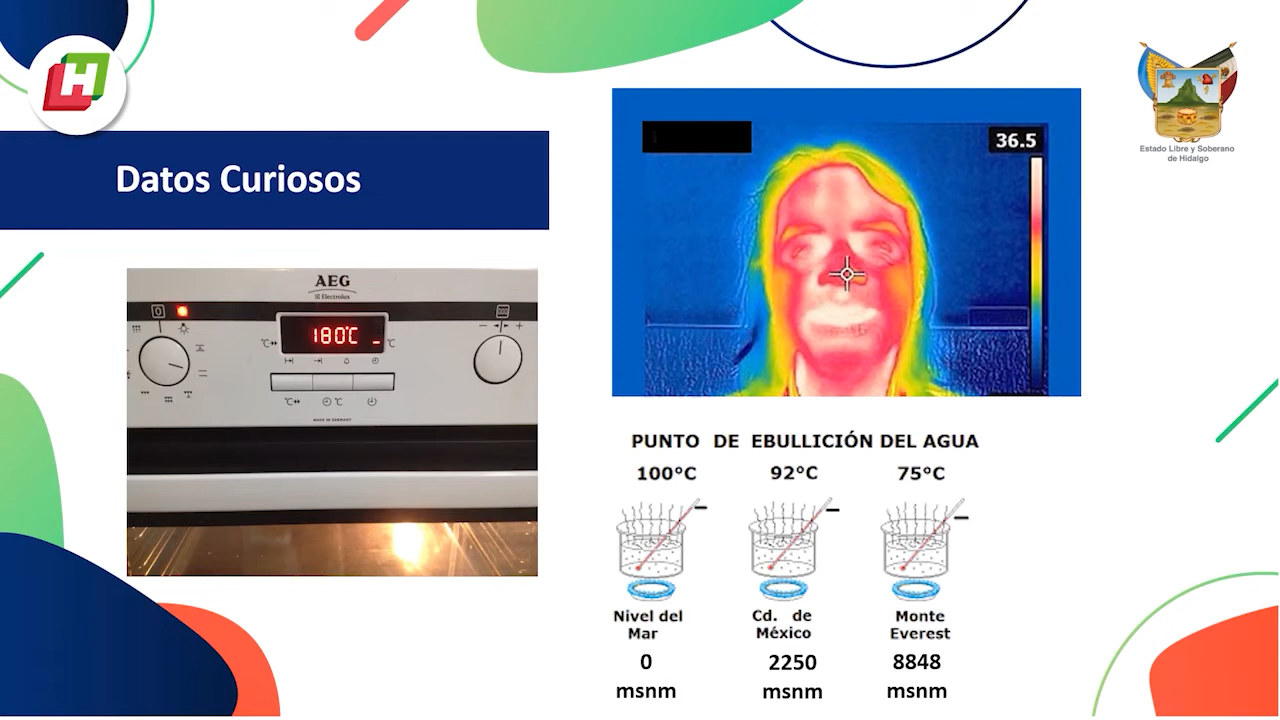 H
Estado Libre y Soberano
de Hidalgo
Datos Curiosos
AEG
Electrolux
0
180°C
°C
°C
°C
°C
MADE IN GERMANY
36.5
PUNTO DE EBULLICIÓN DEL AGUA
100°C 92°C 75°C
Nivel del Mar
Cd. de México
Monte Everest
0 msnm
2250 msnm
8848 msnm